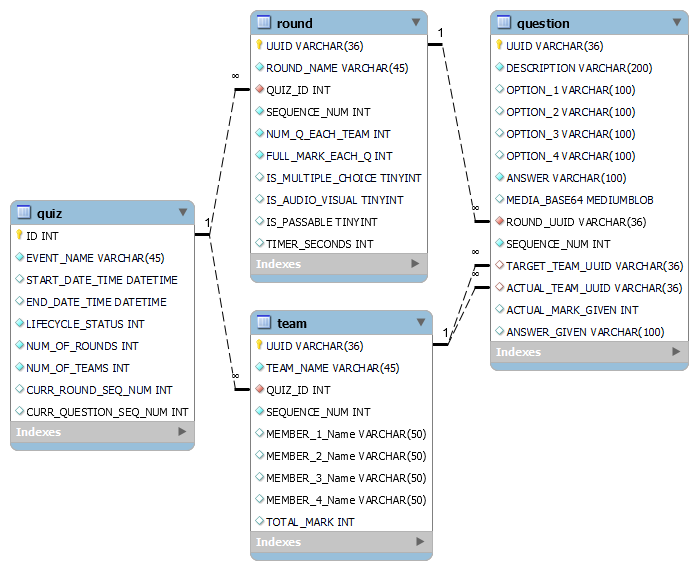 round
UUID VARCHAR(36)
ROUND_NAME VARCHAR(45)
QUIZ_ID INT
SEQUENCE_NUM INT
NUM_Q_EACH_TEAM INT
FULL_MARK_EACH_Q INT
IS_MULTIPLE_CHOICE TINYINT
IS_AUDIO_VISUAL TINYINT
IS_PASSABLE TINYINT
TIMER_SECONDS INT
Indexes
question
UUID VARCHAR(36)
DESCRIPTION VARCHAR(200)
OPTION_1 VARCHAR(100)
OPTION_2 VARCHAR(100)
OPTION_3 VARCHAR(100)
OPTION_4 VARCHAR(100)
ANSWER VARCHAR(100)
MEDIA_BASE64 MEDIUMBLOB
ROUND_UUID VARCHAR(36)
SEQUENCE_NUM INT
TARGET_TEAM_UUID VARCHAR(36)
ACTUAL_TEAM_UUID VARCHAR(36)
ACTUAL_MARK_GIVEN INT
ANSWER_GIVEN VARCHAR(100)
Indexes
quiz
ID INT
EVENT_NAME VARCHAR(45)
START_DATE_TIME DATETIME
END_DATE_TIME DATETIME
LIFECYCLE_STATUS INT
NUM_OF_ROUNDS INT
NUM_OF_TEAMS INT
CURR_ROUND_SEQ_NUM INT
CURR_QUESTION_SEQ_NUM INT
Indexes
team
UUID VARCHAR(36)
TEAM_NAME VARCHAR(45)
QUIZ_ID INT
SEQUENCE_NUM INT
MEMBER_1_Name VARCHAR(50)
MEMBER_2_Name VARCHAR(50)
MEMBER_3_Name VARCHAR(50)
MEMBER_4_Name VARCHAR(50)
TOTAL_MARK INT
Indexes
1
∞
1
∞
∞
1
∞
∞